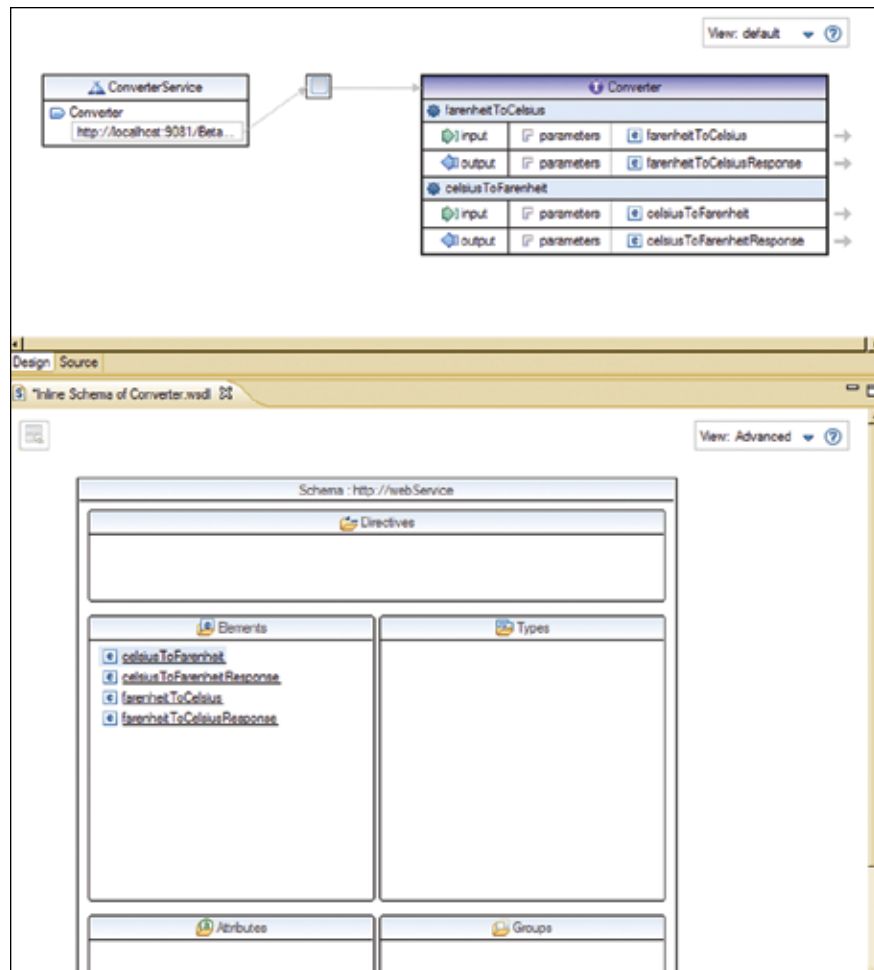 View: default
ConverterService
Converter
http://localhost:9081/Beta...
Converter
farenheitToCelsius
input parameters farenheitToCelsius
output parameters farenheitToCelsiusResponse
celsiusToFarenheit
input parameters celsiusToFarenheit
output parameters celsiusToFarenheitResponse
Design Source
*Inline Schema of Converter.wsdl
View: Advanced
Schema : http://webService
Directives
Elements Types
celsiusToFarenheit
celsiusToFarenheitResponse
farenheitToCelsius
farenheitToCelsiusResponse
Attributes Groups